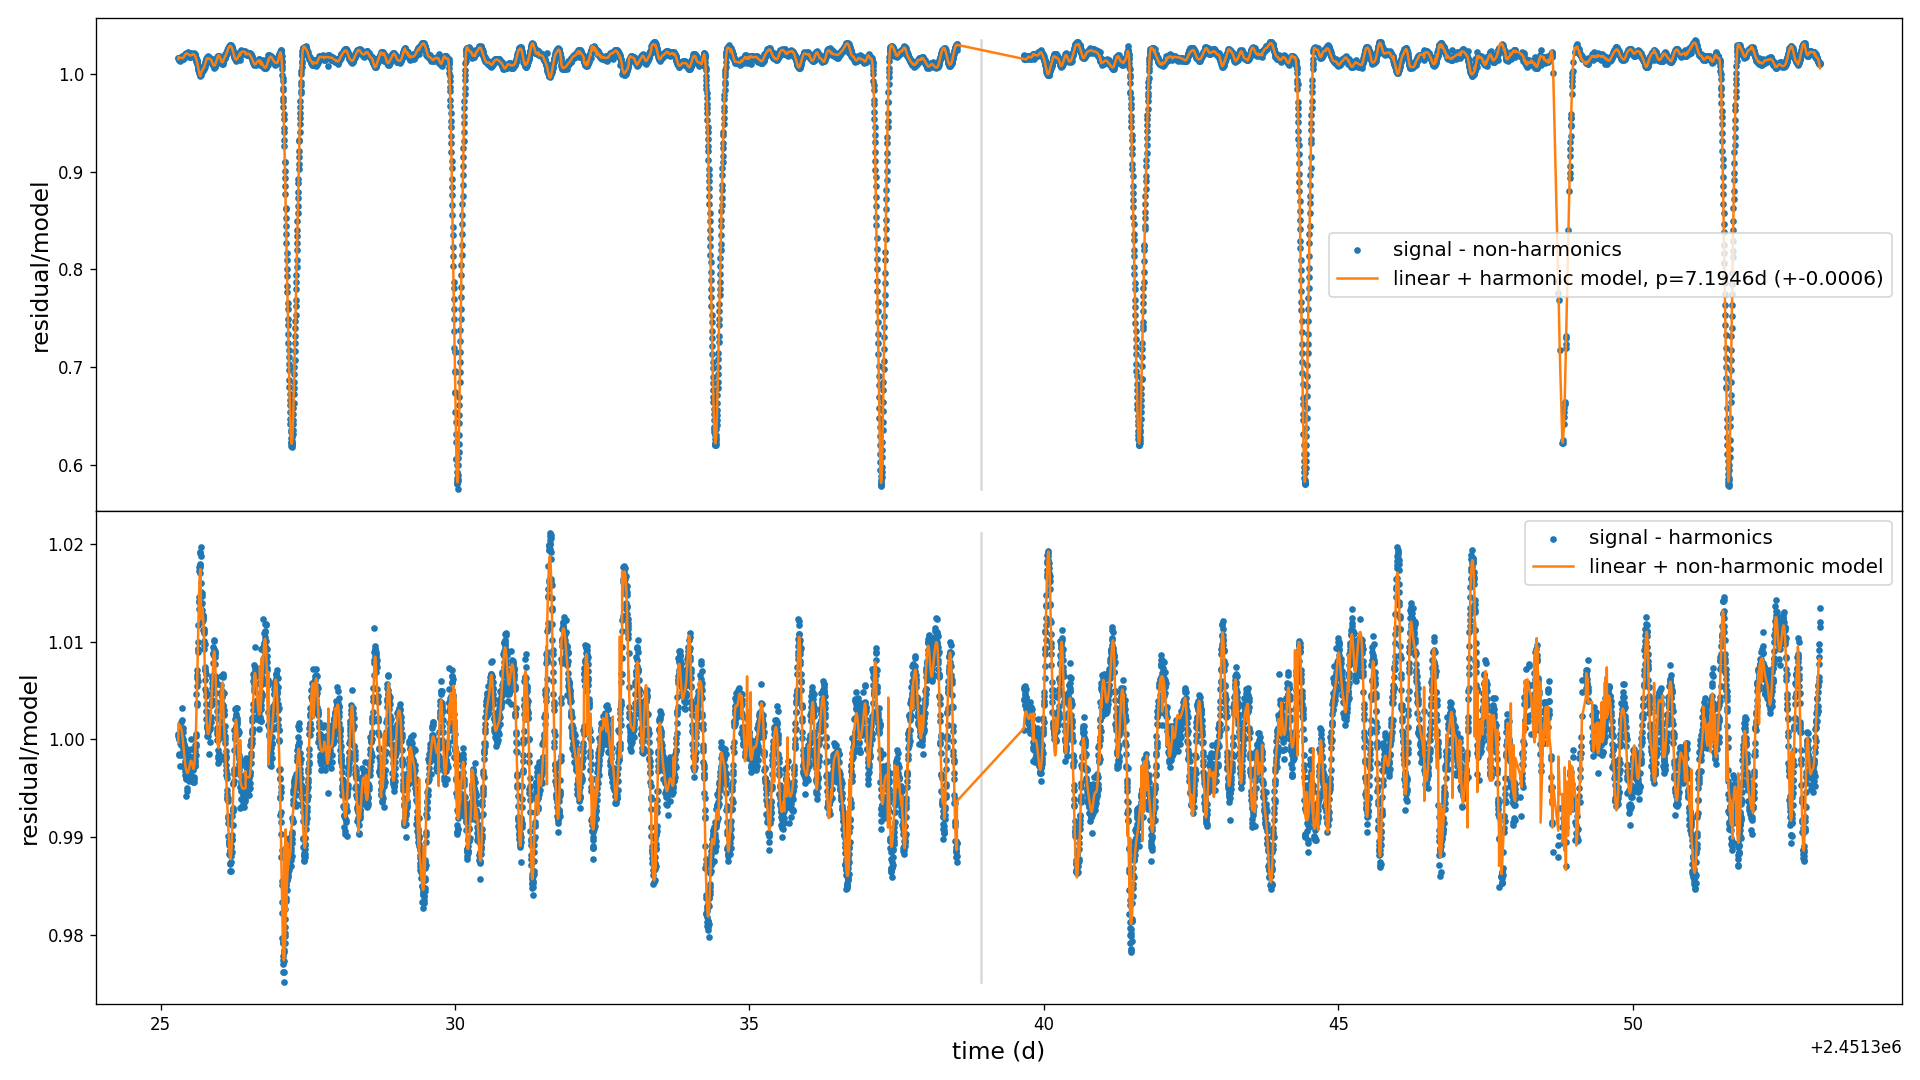 1.0
0.9
0.8
0.7
0.6
residual/model
signal - non-harmonics
linear + harmonic model, p=7.1946d (+-0.0006)
1.02
1.01
1.00
0.99
0.98
residual/model
signal - harmonics
linear + non-harmonic model
25 30 35 40 45 50
time (d)
+2.4513e6